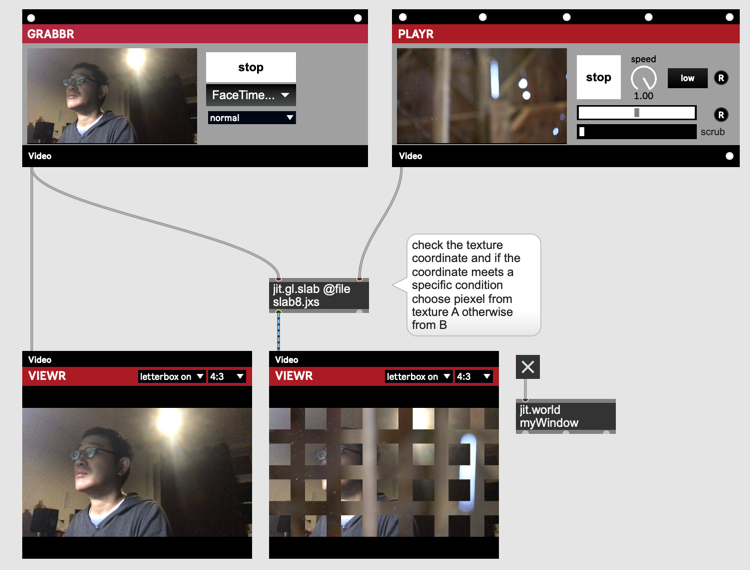 GRABBR
stop
FaceTime...
normal
Video
PLAYR
stop
speed
1.00
low
R
R
scrub
Video
jit.gl.slab @file
slab8.jxs
check the texture
coordinate and if the
coordinate meets a
specific condition
choose piexel from
texture A otherwise
from B
Video
VIEWR
letterbox on
4:3
Video
VIEWR
letterbox on
4:3
jit.world
myWindow